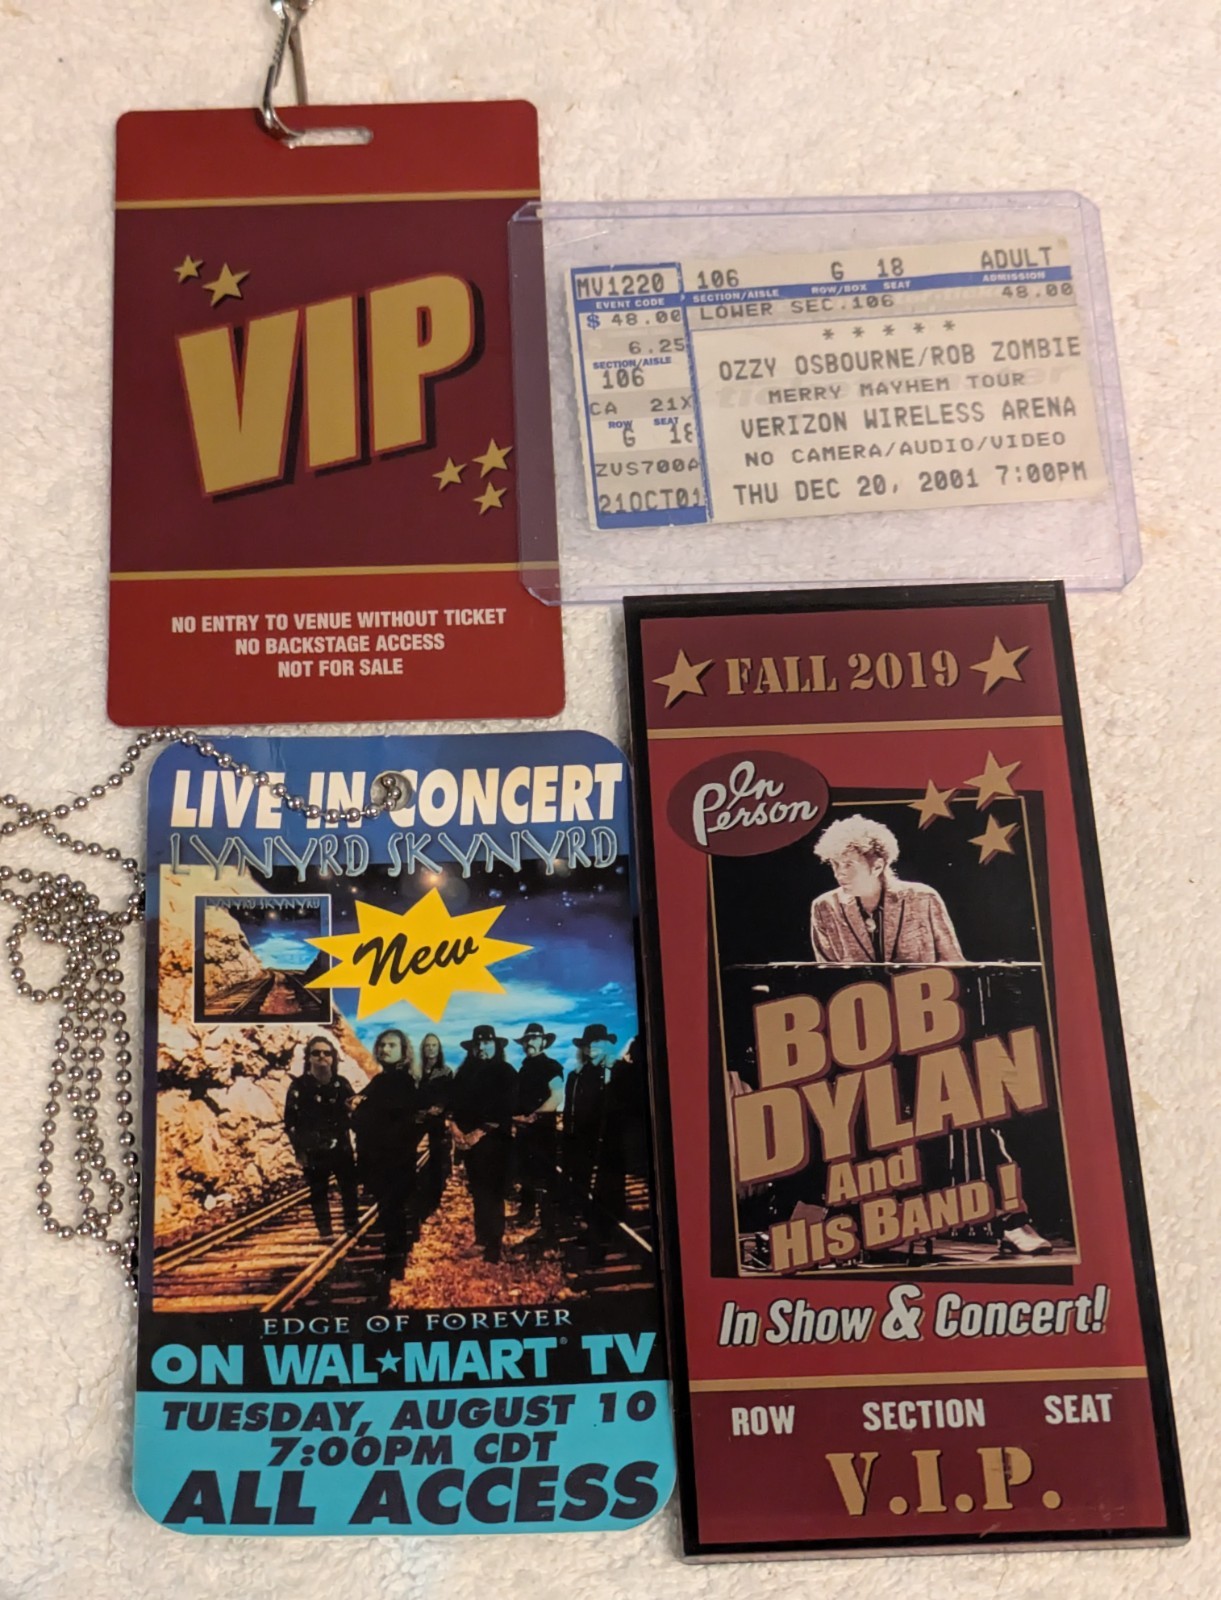 VIP
NO ENTRY TO VENUE WITHOUT TICKET
NO BACKSTAGE ACCESS
NOT FOR SALE
MV1220
EVENT CODE
$ 48.00
6.25
SECTION/AISLE
106
CA 21X
ROW SEAT
G 18
ZVS700A
21OCT01
106 G 18 ADULT
SECTION/AISLE ROW/BOX SEAT ADMISSION
LOWER SEC.106 48.00
* * * * *
OZZY OSBOURNE/ROB ZOMBIE
MERRY MAYHEM TOUR
VERIZON WIRELESS ARENA
NO CAMERA/AUDIO/VIDEO
THU DEC 20, 2001 7:00PM
LIVE IN CONCERT
LYNYRD SKYNYRD
LYNYRD SKYNYRD
New
EDGE OF FOREVER
ON WAL★MART® TV
TUESDAY, AUGUST 10
7:00PM CDT
ALL ACCESS
FALL 2019
In
Person
BOB
DYLAN
And
HIS BAND!
In Show & Concert!
ROW SECTION SEAT
V.I.P.